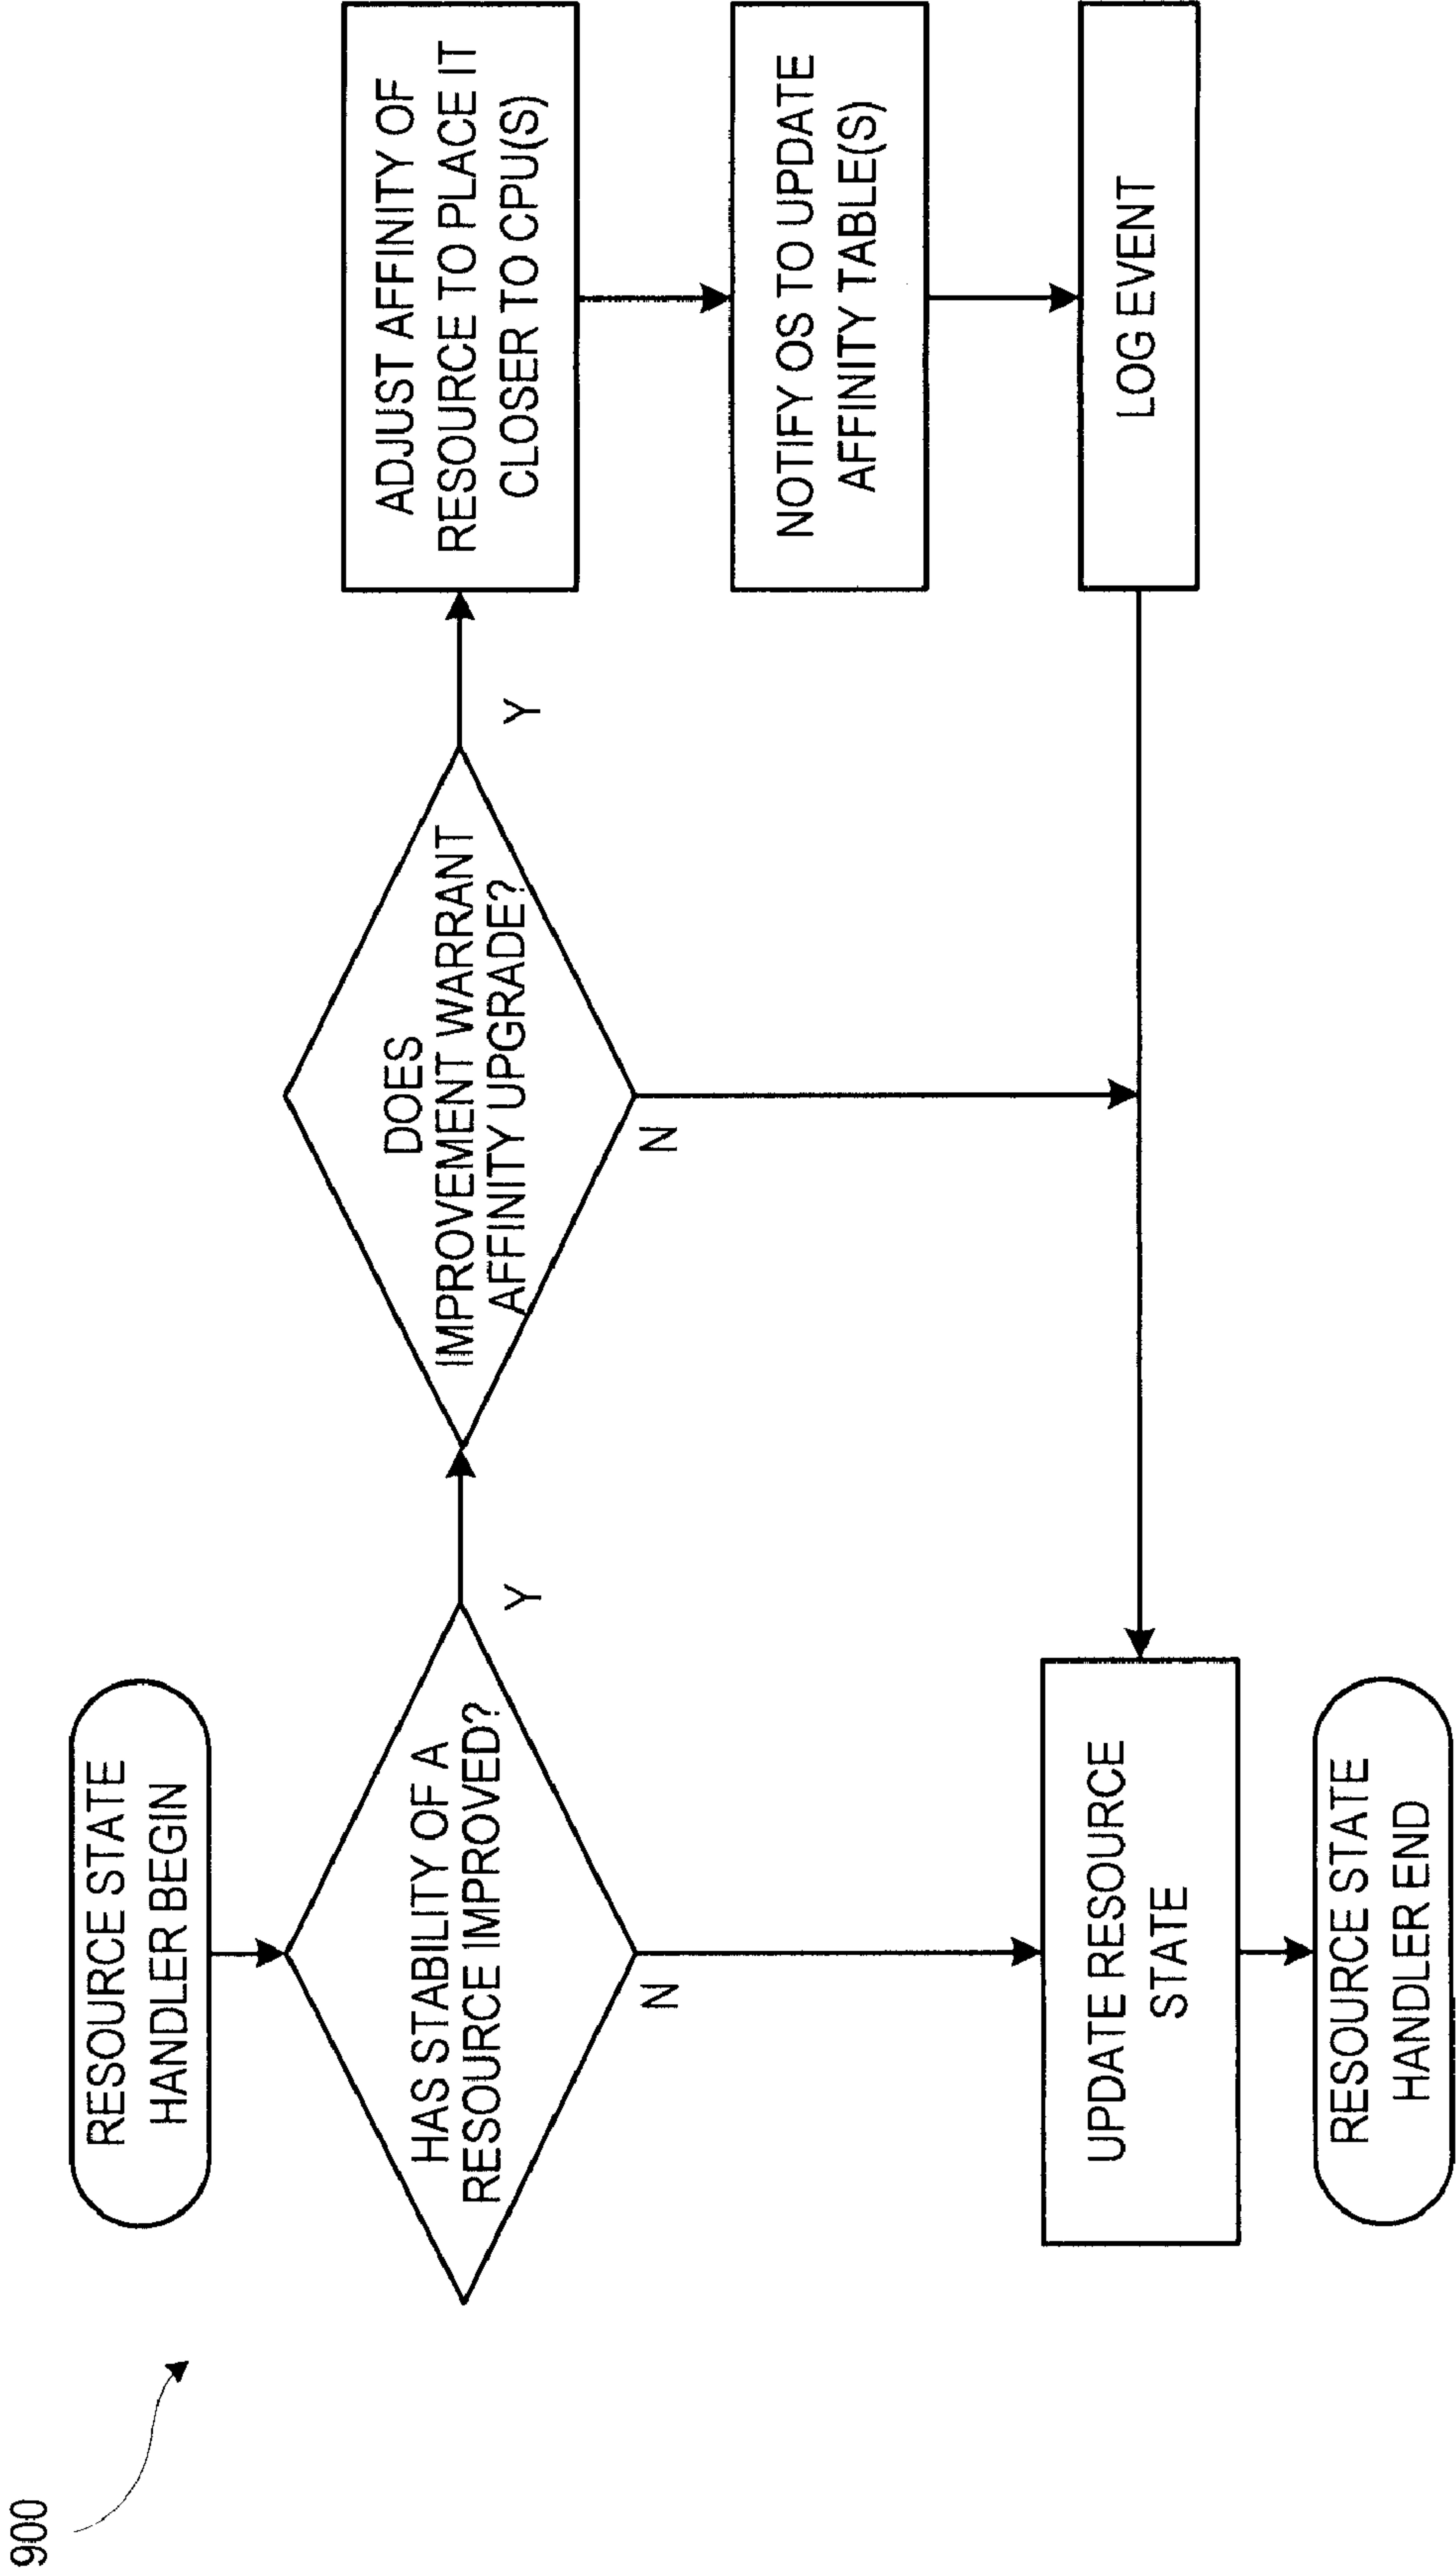 900
RESOURCE STATE
HANDLER BEGIN
HAS STABILITY OF A
RESOURCE IMPROVED?
Y
N
DOES
IMPROVEMENT WARRANT
AFFINITY UPGRADE?
Y
N
ADJUST AFFINITY OF
RESOURCE TO PLACE IT
CLOSER TO CPU(S)
NOTIFY OS TO UPDATE
AFFINITY TABLE(S)
LOG EVENT
UPDATE RESOURCE
STATE
RESOURCE STATE
HANDLER END